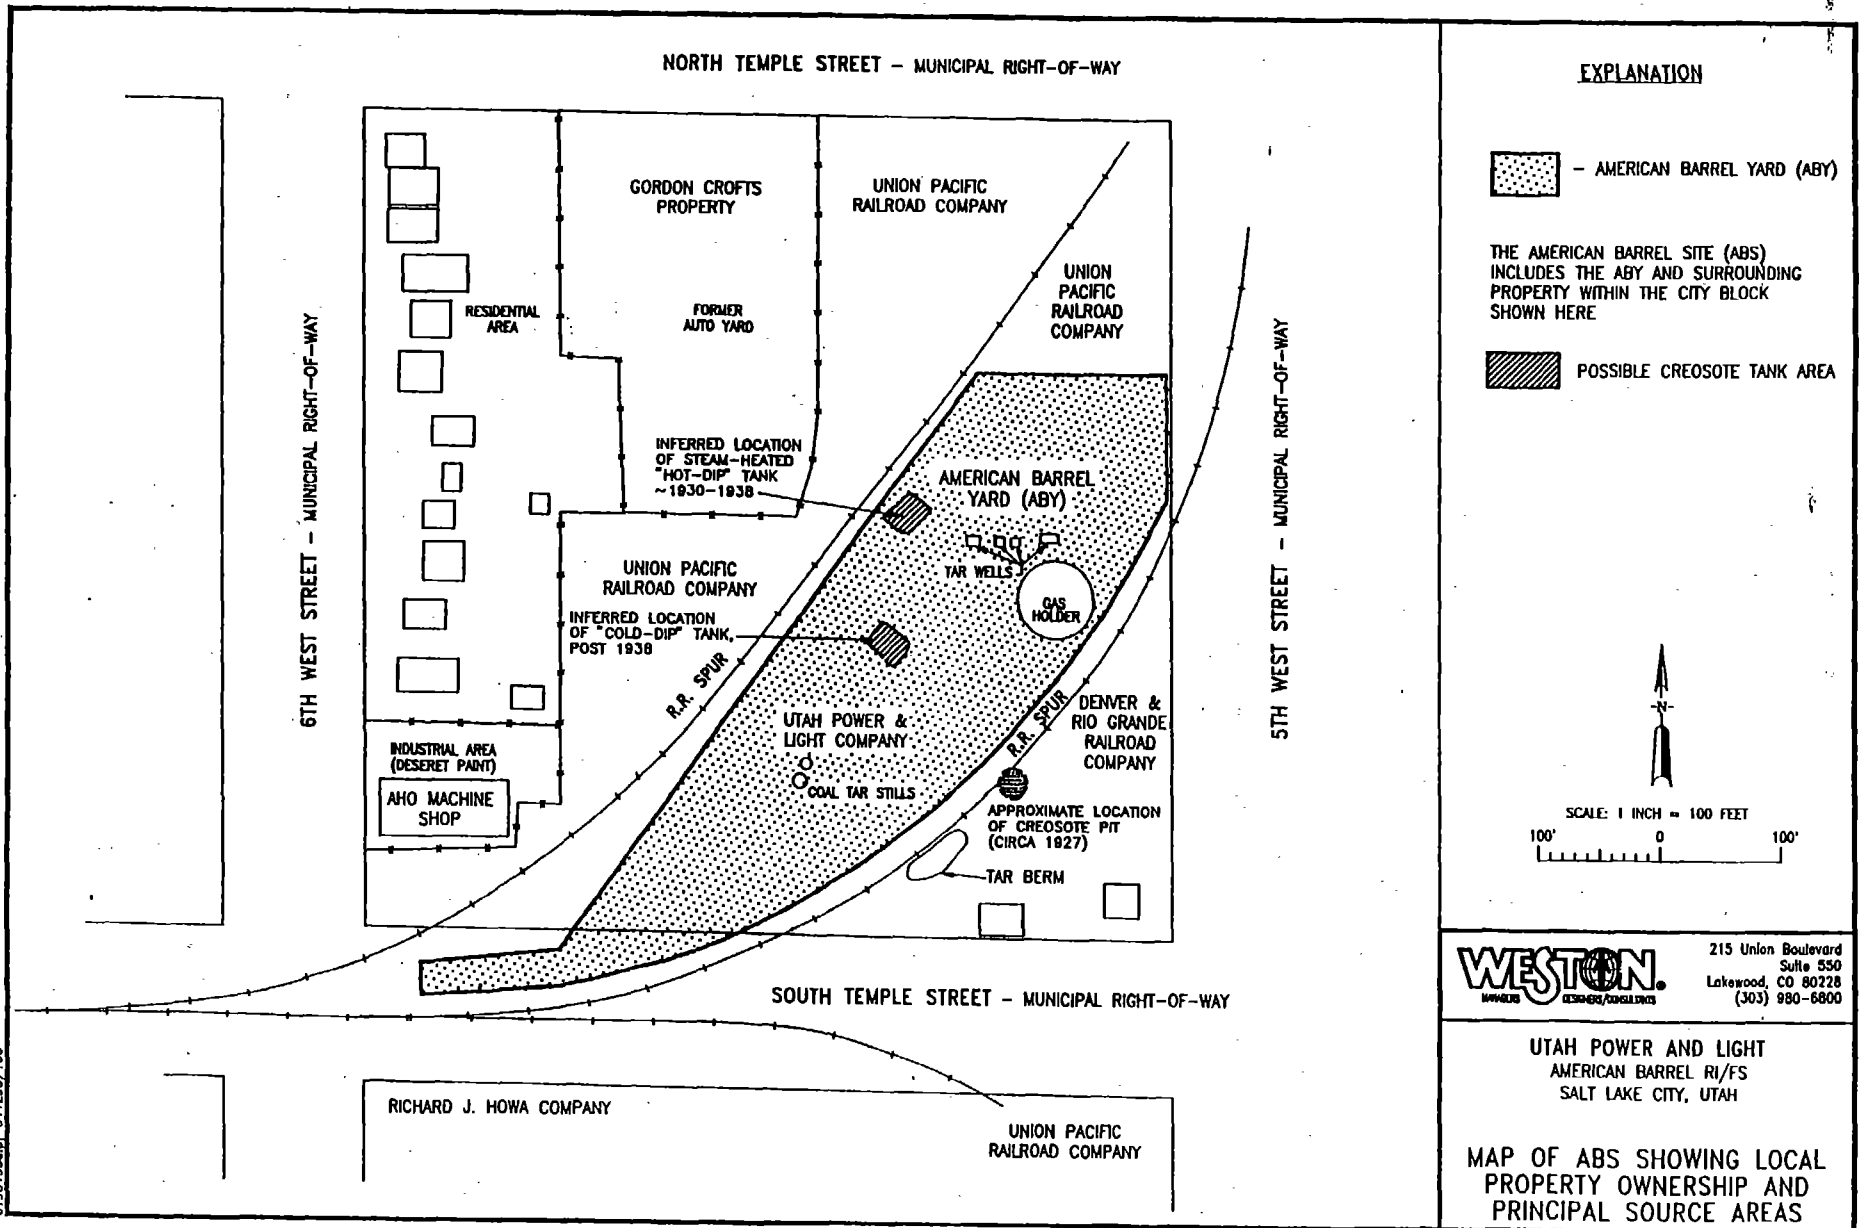 NORTH TEMPLE STREET – MUNICIPAL RIGHT-OF-WAY
GORDON CROFTS
PROPERTY
UNION PACIFIC
RAILROAD COMPANY
UNION
PACIFIC
RAILROAD
COMPANY
RESIDENTIAL
AREA
FORMER
AUTO YARD
6TH WEST STREET – MUNICIPAL RIGHT-OF-WAY
5TH WEST STREET – MUNICIPAL RIGHT-OF-WAY
INFERRED LOCATION
OF STEAM-HEATED
"HOT-DIP" TANK
~1930-1938
AMERICAN BARREL
YARD (ABY)
TAR WELLS
GAS
HOLDER
UNION PACIFIC
RAILROAD COMPANY
INFERRED LOCATION
OF "COLD-DIP" TANK,
POST 1938
R.R. SPUR
R.R. SPUR
UTAH POWER &
LIGHT COMPANY
COAL TAR STILLS
DENVER &
RIO GRANDE
RAILROAD
COMPANY
INDUSTRIAL AREA
(DESERET PAINT)
AHO MACHINE
SHOP
APPROXIMATE LOCATION
OF CREOSOTE PIT
(CIRCA 1927)
TAR BERM
SOUTH TEMPLE STREET – MUNICIPAL RIGHT-OF-WAY
RICHARD J. HOWA COMPANY
UNION PACIFIC
RAILROAD COMPANY
EXPLANATION
– AMERICAN BARREL YARD (ABY)
THE AMERICAN BARREL SITE (ABS)
INCLUDES THE ABY AND SURROUNDING
PROPERTY WITHIN THE CITY BLOCK
SHOWN HERE
POSSIBLE CREOSOTE TANK AREA
-N-
SCALE: 1 INCH = 100 FEET
100' 0 100'
WESTON.
MANAGERS DESIGNERS/CONSULTANTS
215 Union Boulevard
Suite 550
Lakewood, CO 80228
(303) 980-6800
UTAH POWER AND LIGHT
AMERICAN BARREL RI/FS
SALT LAKE CITY, UTAH
MAP OF ABS SHOWING LOCAL
PROPERTY OWNERSHIP AND
PRINCIPAL SOURCE AREAS